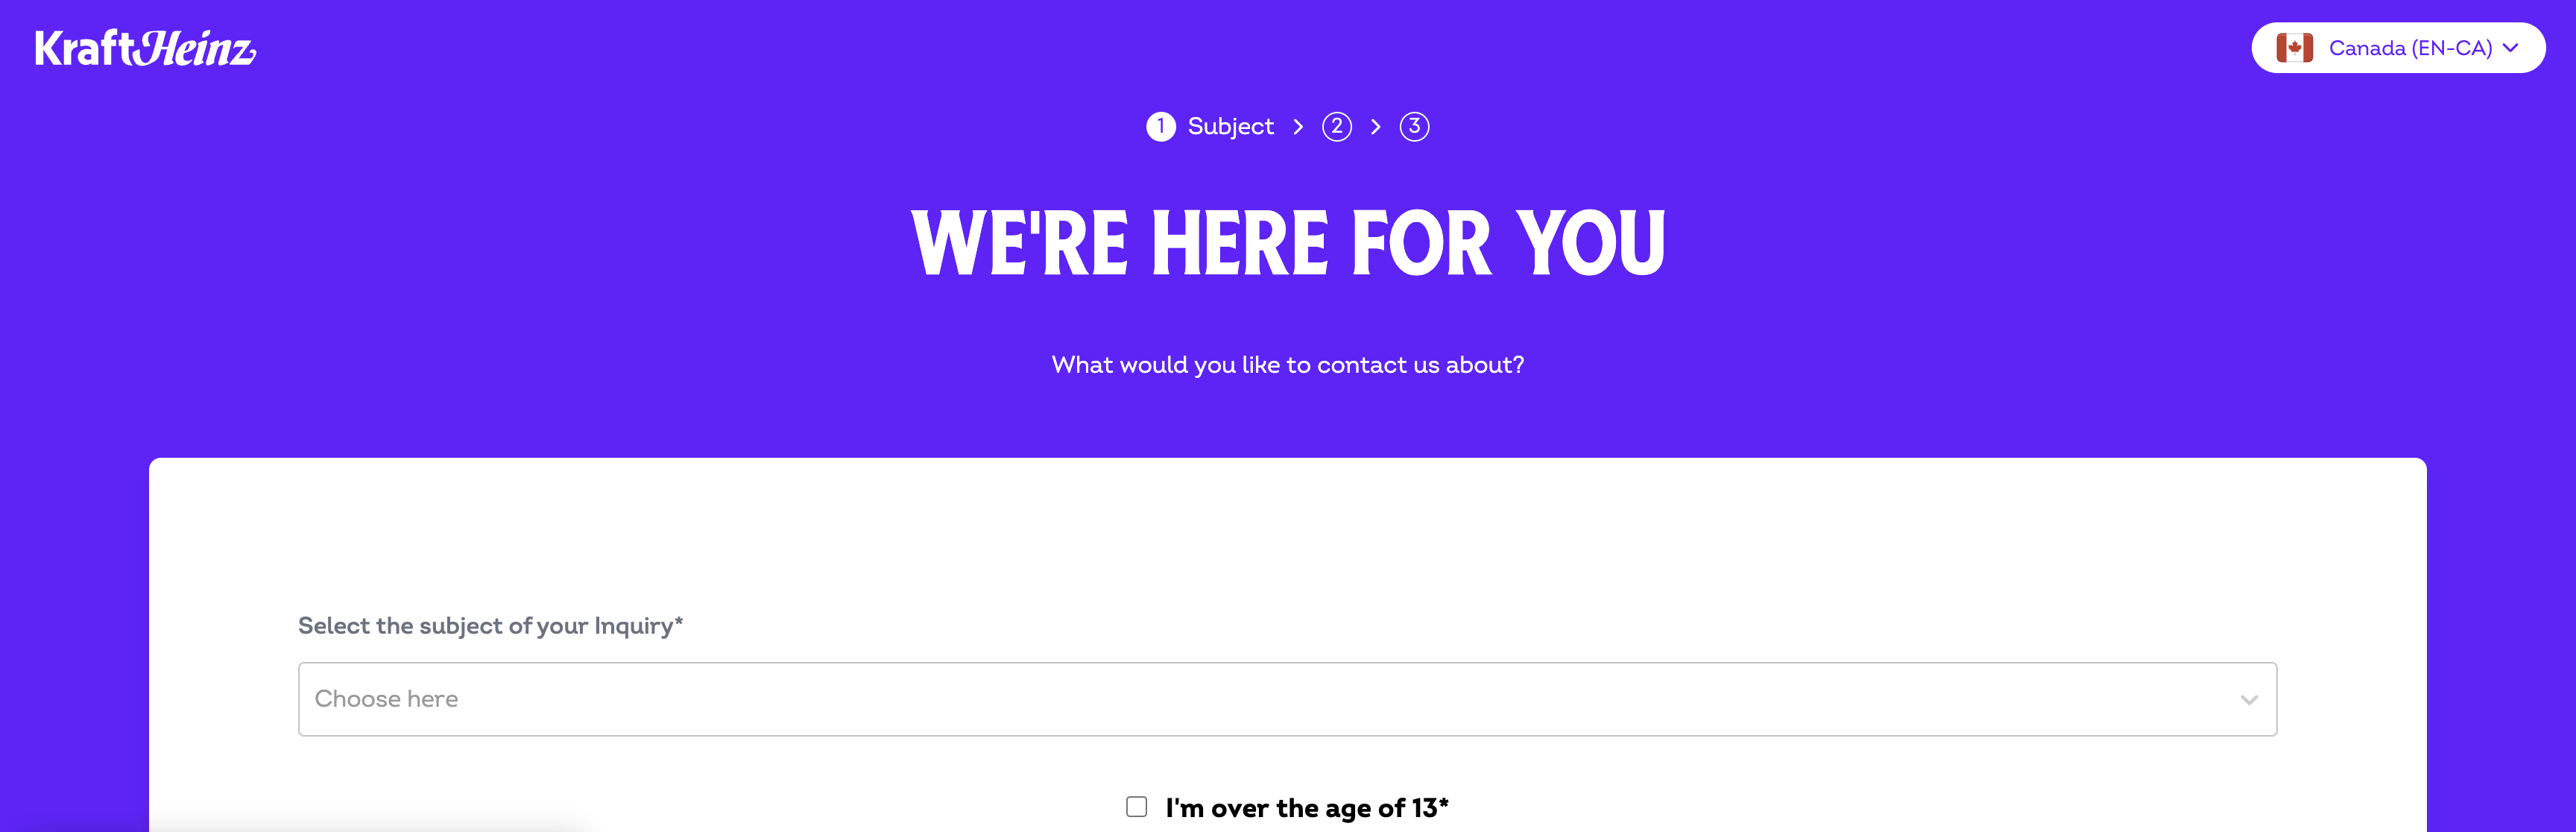 KraftHeinz
Canada (EN-CA)
1 Subject > 2 > 3
WE'RE HERE FOR YOU
What would you like to contact us about?
Select the subject of your Inquiry*
Choose here
I'm over the age of 13*